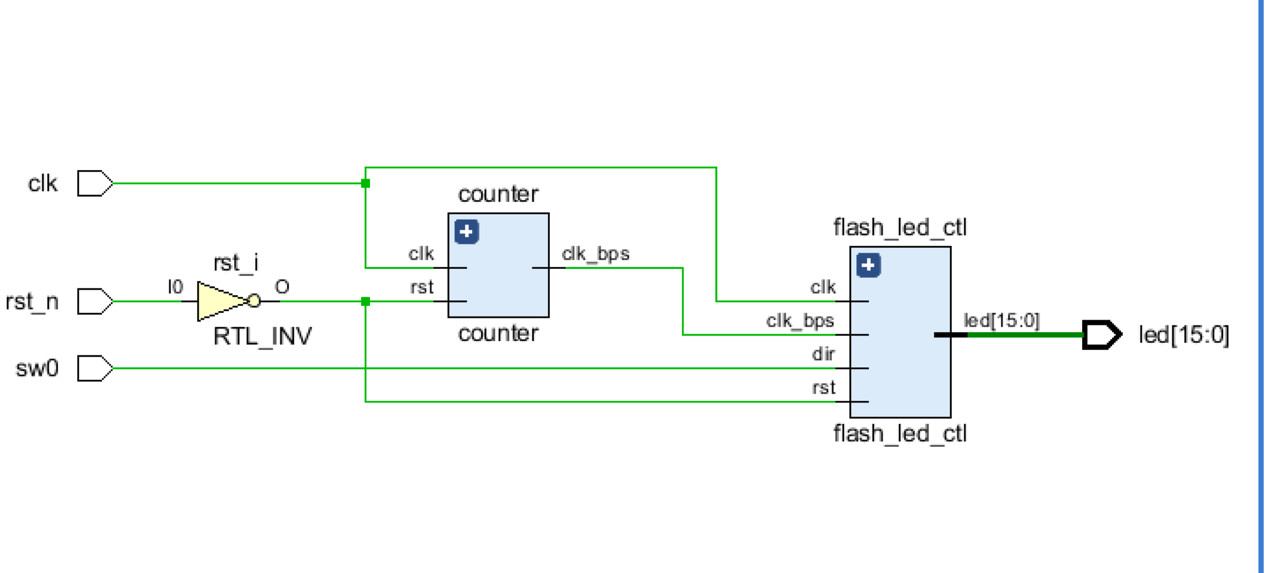 clk
counter
clk
clk_bps
rst
counter
rst_i
I0
O
RTL_INV
rst_n
sw0
flash_led_ctl
clk
clk_bps
dir
rst
led[15:0]
flash_led_ctl
led[15:0]